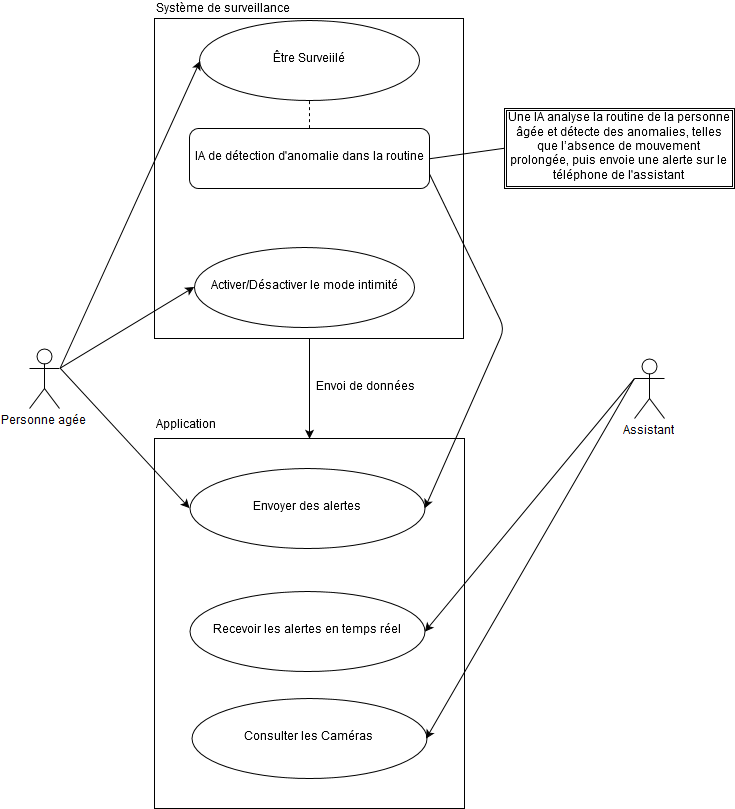 Système de surveillance
Être Surveiilé
IA de détection d'anomalie dans la routine
Une IA analyse la routine de la personne
âgée et détecte des anomalies, telles
que l'absence de mouvement
prolongée, puis envoie une alerte sur le
téléphone de l'assistant
Activer/Désactiver le mode intimité
Envoi de données
Personne agée
Assistant
Application
Envoyer des alertes
Recevoir les alertes en temps réel
Consulter les Caméras